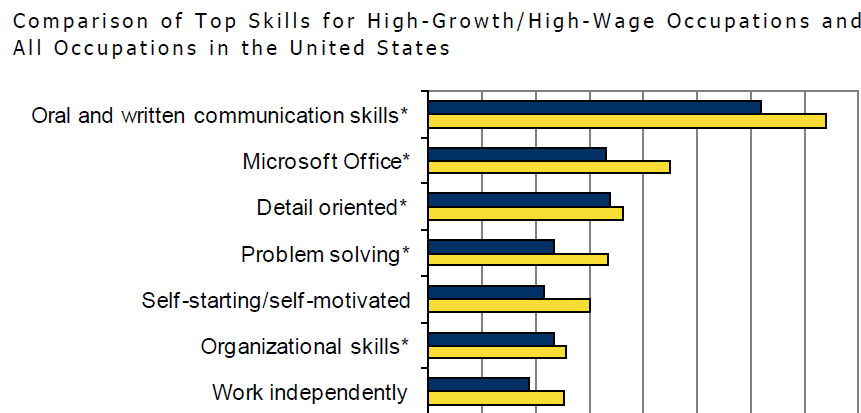 Comparison of Top Skills for High-Growth/High-Wage Occupations and
All Occupations in the United States
Oral and written communication skills*
Microsoft Office*
Detail oriented*
Problem solving*
Self-starting/self-motivated
Organizational skills*
Work independently